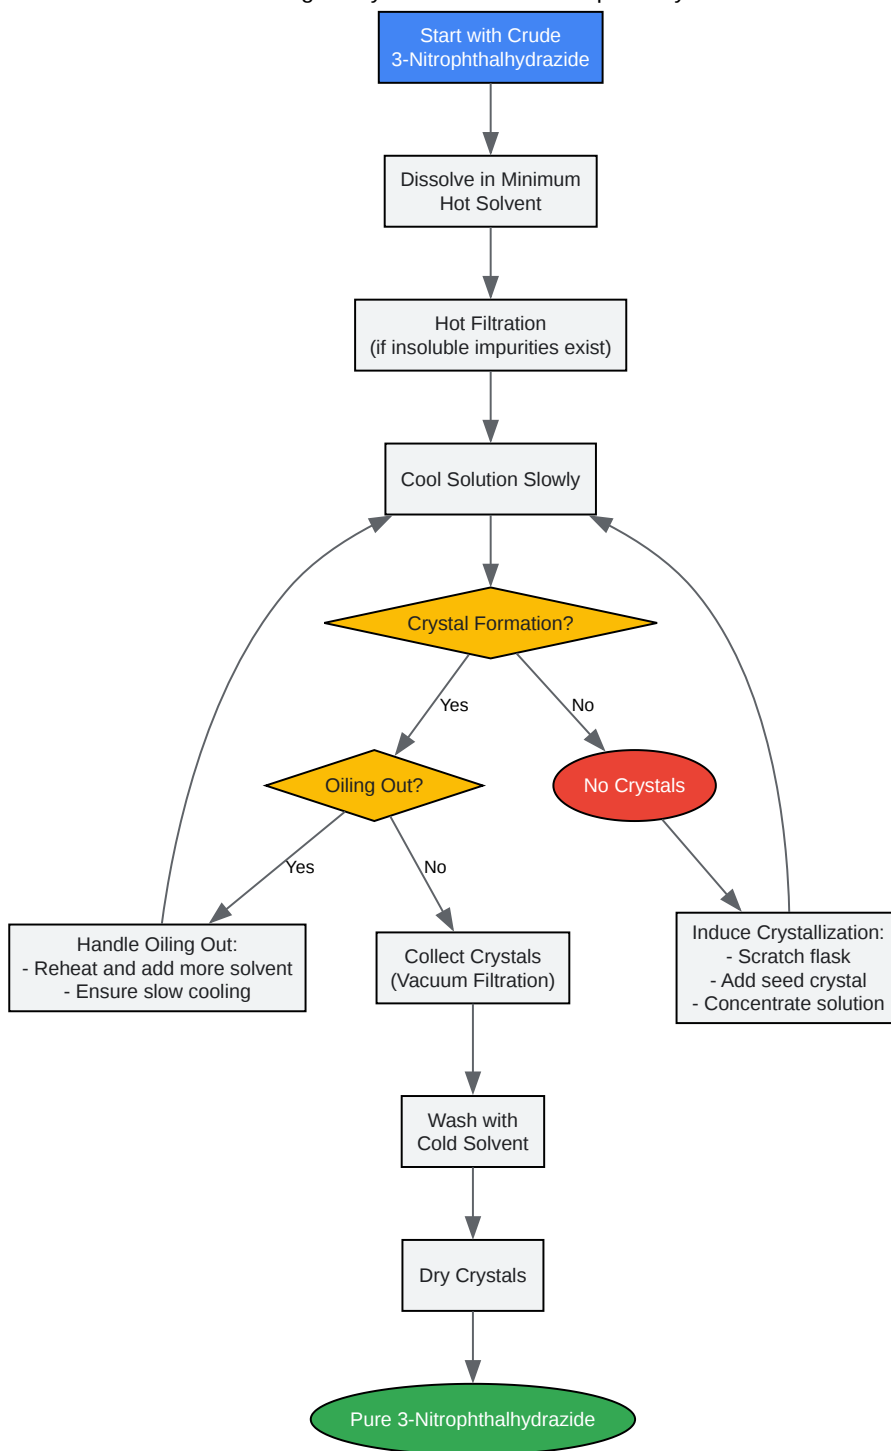 Start with Crude
3-Nitrophthalhydrazide
Dissolve in Minimum
Hot Solvent
Hot Filtration
(if insoluble impurities exist)
Cool Solution Slowly
Crystal Formation?
Yes
No
Oiling Out?
No Crystals
Yes
No
Handle Oiling Out:
- Reheat and add more solvent
- Ensure slow cooling
Collect Crystals
(Vacuum Filtration)
Induce Crystallization:
- Scratch flask
- Add seed crystal
- Concentrate solution
Wash with
Cold Solvent
Dry Crystals
Pure 3-Nitrophthalhydrazide